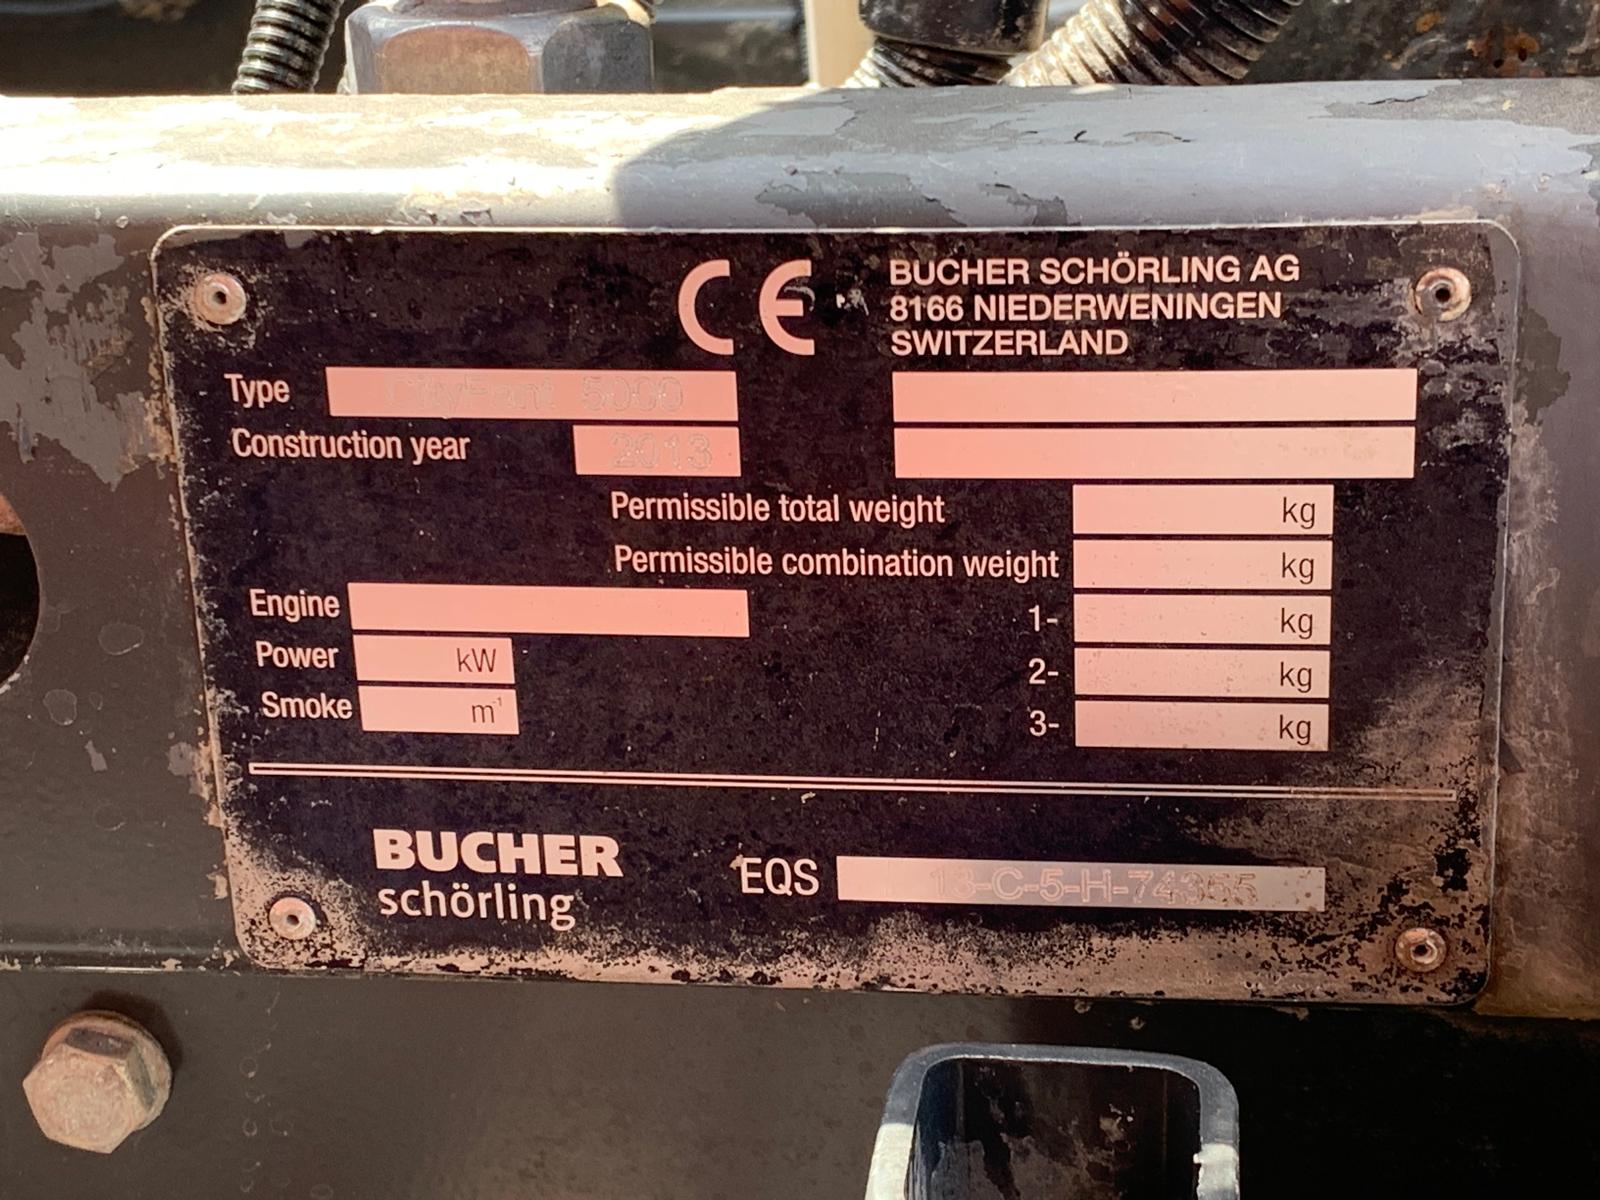 CE
BUCHER SCHÖRLING AG
8166 NIEDERWENINGEN
SWITZERLAND
Type CityFant 5000
Construction year 2013
Permissible total weight kg
Permissible combination weight kg
Engine
1- kg
Power kW
2- kg
Smoke m⁻¹
3- kg
BUCHER
schörling
EQS 13-C-5-H-74355